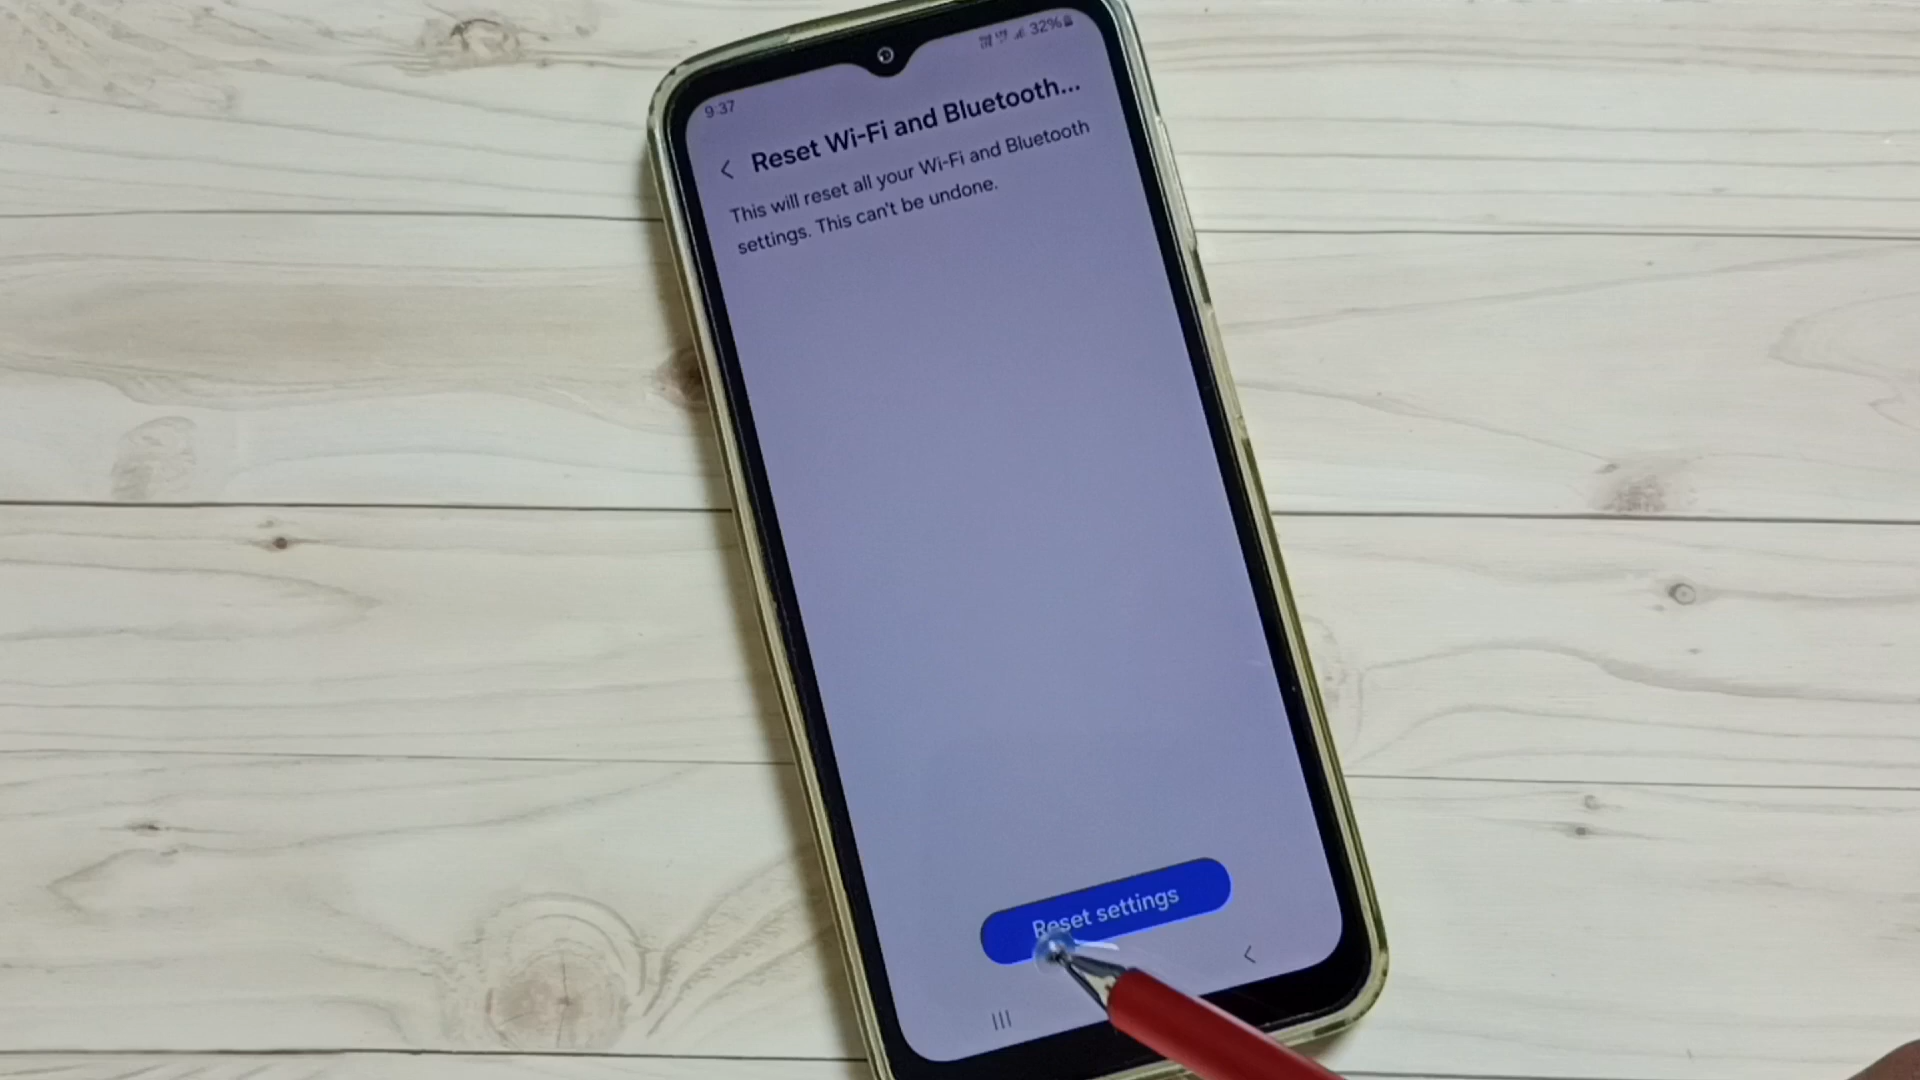 9:37
32%
Reset Wi-Fi and Bluetooth...
This will reset all your Wi-Fi and Bluetooth
settings. This can't be undone.
Reset settings